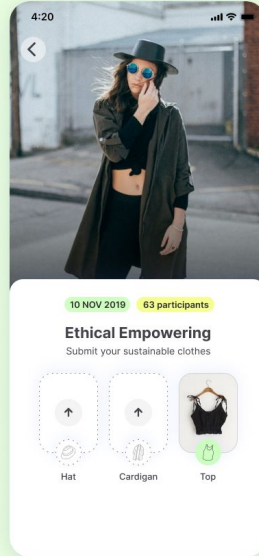 4:20
10 NOV 2019 63 participants
Ethical Empowering
Submit your sustainable clothes
Hat Cardigan Top